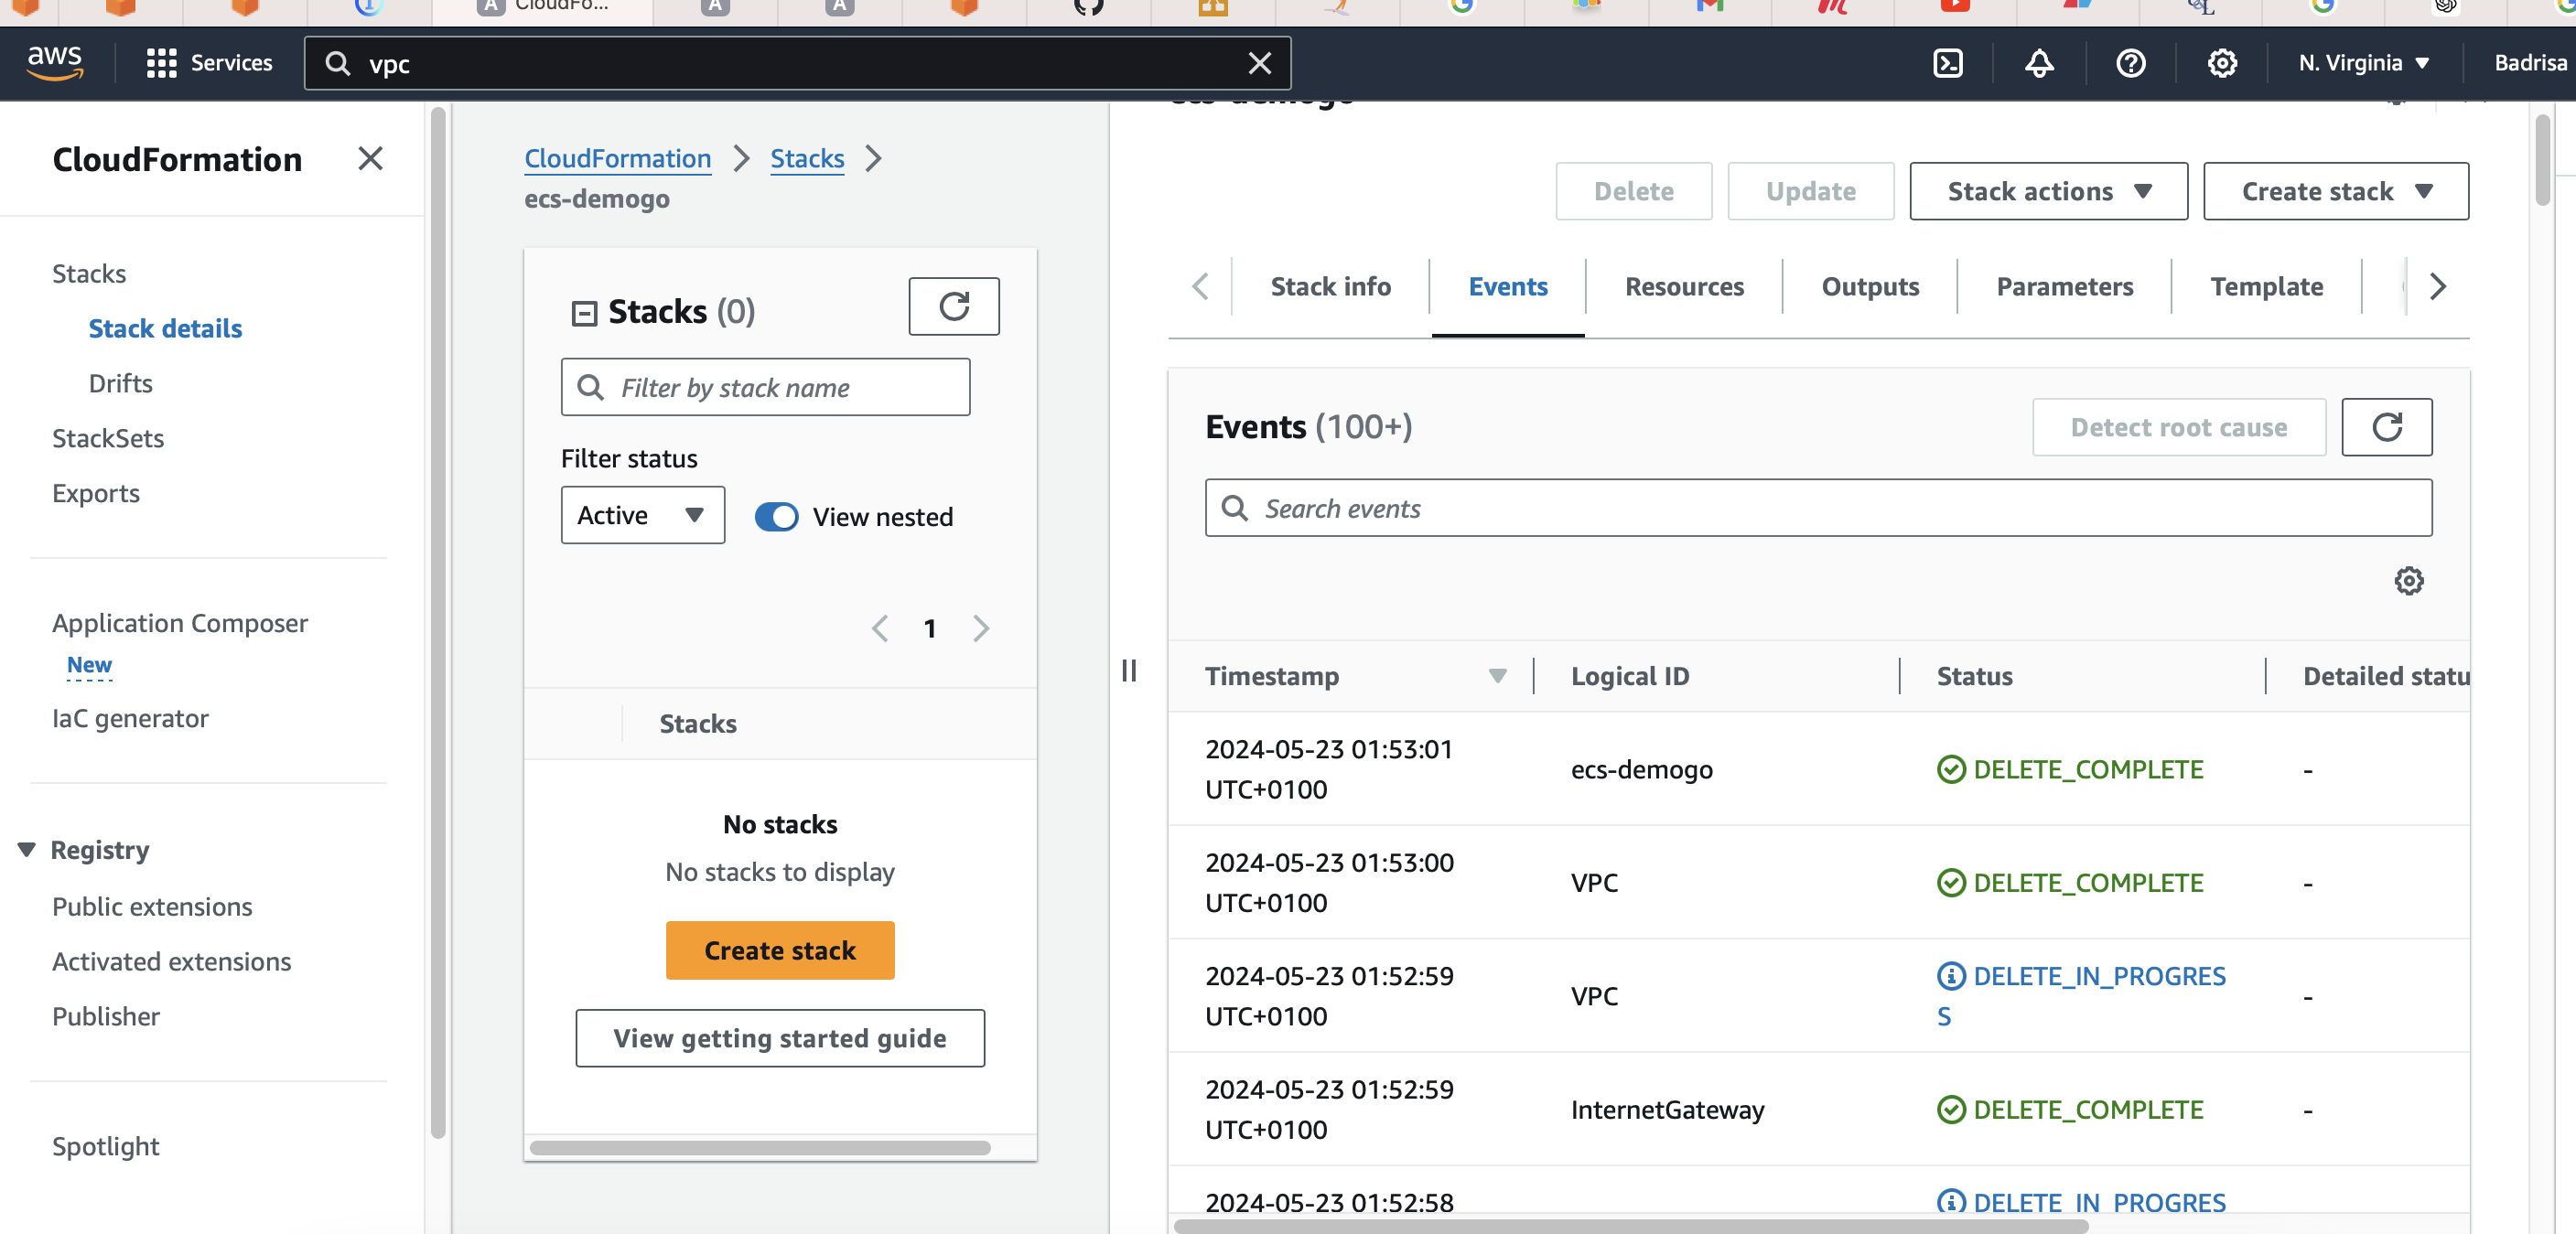 A CloudFo...
A
A
aws
Services
vpc
N. Virginia
Badrisa
CloudFormation
Stacks
Stack details
Drifts
StackSets
Exports
Application Composer
New
IaC generator
Registry
Public extensions
Activated extensions
Publisher
Spotlight
CloudFormation
Stacks
ecs-demogo
Stacks (0)
Filter by stack name
Filter status
Active
View nested
1
Stacks
No stacks
No stacks to display
Create stack
View getting started guide
ecs-demogo
Delete
Update
Stack actions
Create stack
Stack info
Events
Resources
Outputs
Parameters
Template
Events (100+)
Detect root cause
Search events
Timestamp
Logical ID
Status
Detailed statu
2024-05-23 01:53:01
UTC+0100
ecs-demogo
DELETE_COMPLETE
-
2024-05-23 01:53:00
UTC+0100
VPC
DELETE_COMPLETE
-
2024-05-23 01:52:59
UTC+0100
VPC
DELETE_IN_PROGRES
S
-
2024-05-23 01:52:59
UTC+0100
InternetGateway
DELETE_COMPLETE
-
2024-05-23 01:52:58
DELETE_IN_PROGRES